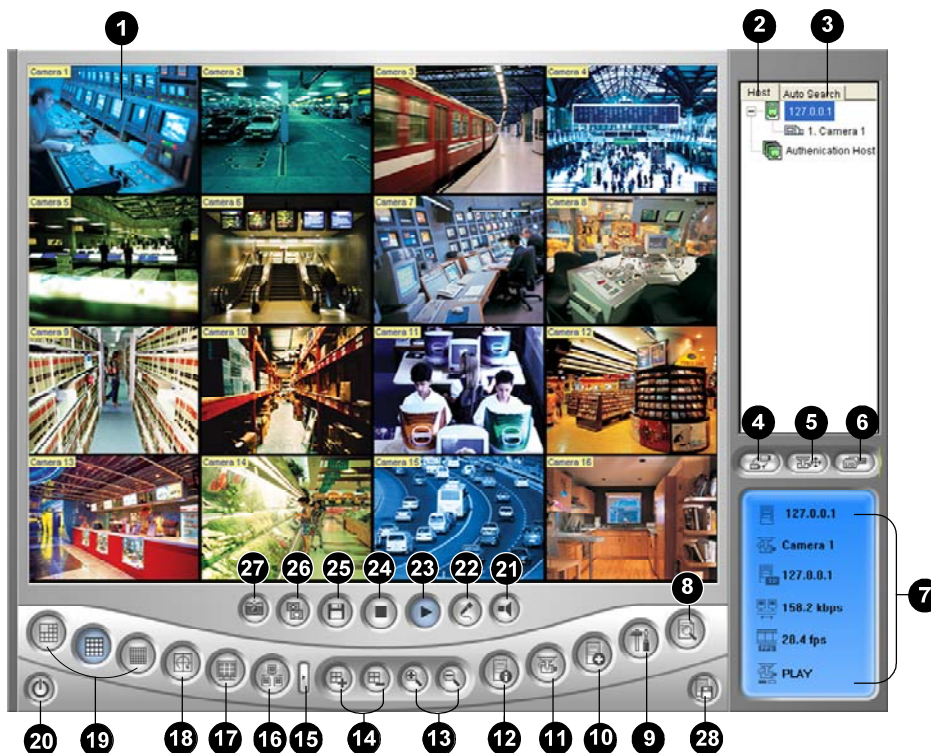 1
2
3
Camera 1
Camera 2
Camera 3
Camera 4
Host
Auto Search
127.0.0.1
1. Camera 1
Authenication Host
Camera 5
Camera 6
Camera 7
Camera 8
Camera 9
Camera 10
Camera 11
Camera 12
4
5
6
Camera 13
Camera 14
Camera 15
Camera 16
127.0.0.1
Camera 1
127.0.0.1
158.2 kbps
28.4 fps
PLAY
7
27
26
25
24
23
22
21
8
20
19
18
17
16
15
14
13
12
11
10
9
28